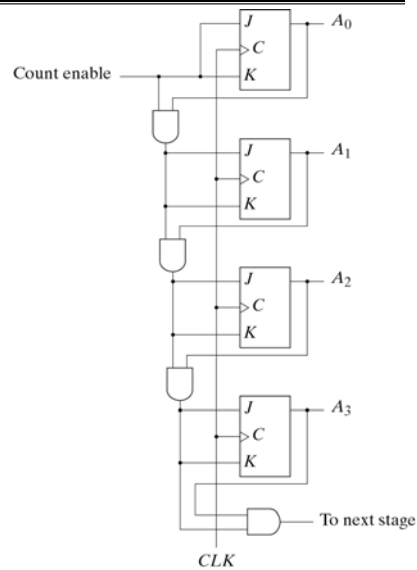 J A₀
C
Count enable K
J A₁
C
K
J A₂
C
K
J A₃
C
K
To next stage
CLK